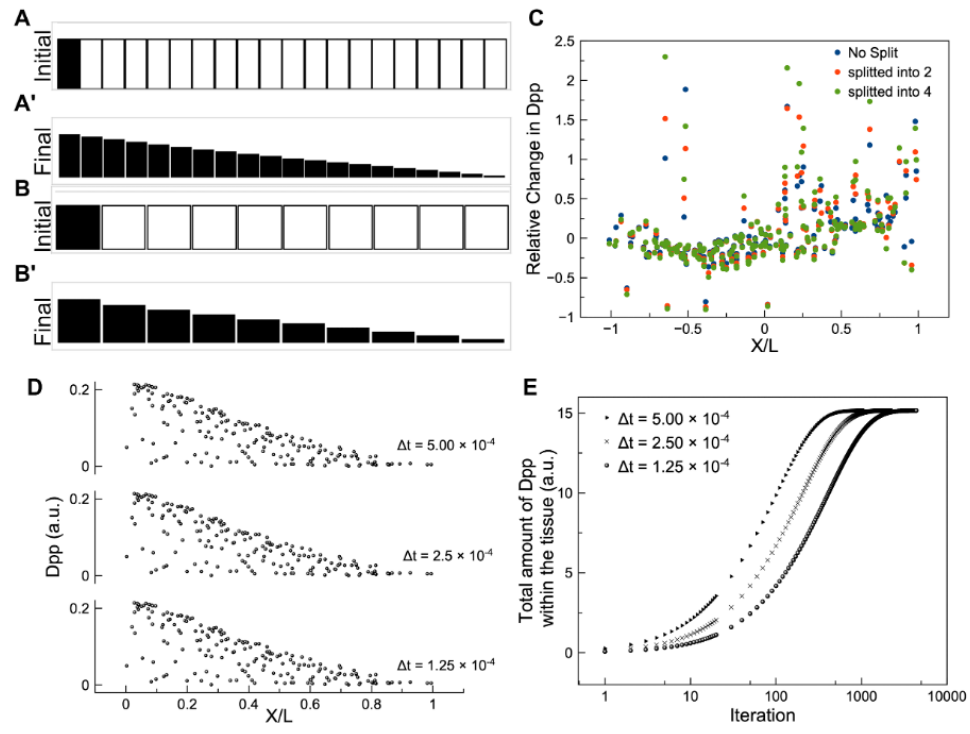 A
Initial
A'
Final
B
Initial
B'
Final
C
Relative Change in Dpp
2.5
2
1.5
1
0.5
0
−0.5
−1
No Split
splitted into 2
splitted into 4
−1
−0.5
0
0.5
1
X/L
D
Dpp (a.u.)
0.2
0
Δt = 5.00 × 10⁻⁴
0.2
0
Δt = 2.5 × 10⁻⁴
0.2
0
Δt = 1.25 × 10⁻⁴
0
0.2
0.4
0.6
0.8
1
X/L
E
Total amount of Dpp
within the tissue (a.u.)
15
10
5
0
Δt = 5.00 × 10⁻⁴
Δt = 2.50 × 10⁻⁴
Δt = 1.25 × 10⁻⁴
1
10
100
1000
10000
Iteration